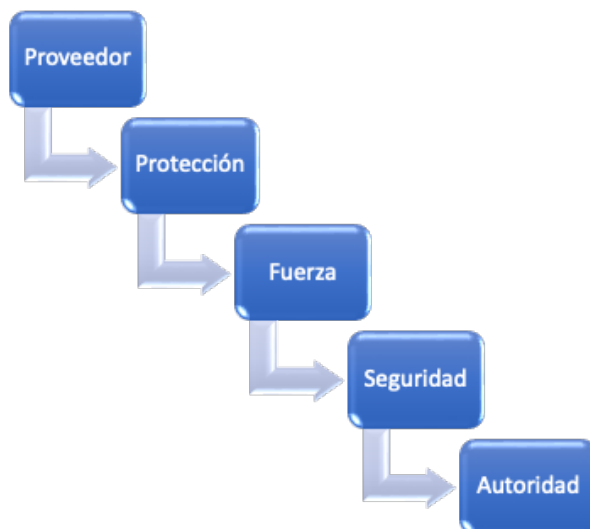 Proveedor
Protección
Fuerza
Seguridad
Autoridad